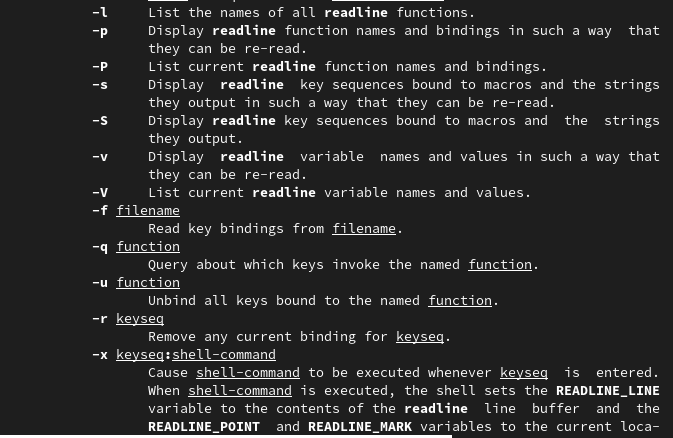 -l List the names of all readline functions.
-p Display readline function names and bindings in such a way that
they can be re-read.
-P List current readline function names and bindings.
-s Display readline key sequences bound to macros and the strings
they output in such a way that they can be re-read.
-S Display readline key sequences bound to macros and the strings
they output.
-v Display readline variable names and values in such a way that
they can be re-read.
-V List current readline variable names and values.
-f filename
Read key bindings from filename.
-q function
Query about which keys invoke the named function.
-u function
Unbind all keys bound to the named function.
-r keyseq
Remove any current binding for keyseq.
-x keyseq:shell-command
Cause shell-command to be executed whenever keyseq is entered.
When shell-command is executed, the shell sets the READLINE_LINE
variable to the contents of the readline line buffer and the
READLINE_POINT and READLINE_MARK variables to the current loca-